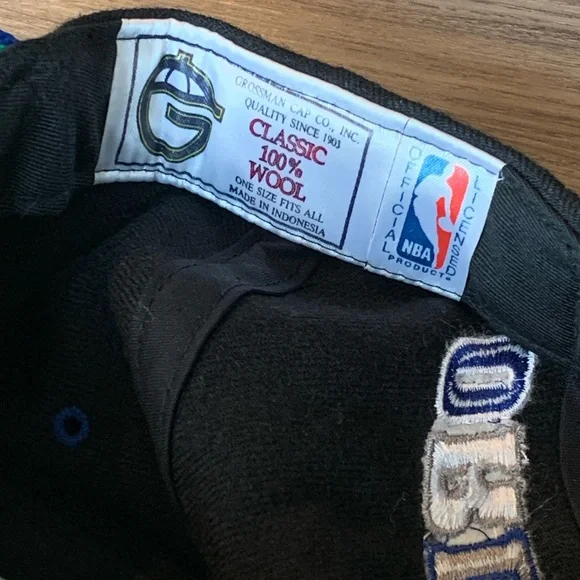 G
GROSSMAN CAP CO., INC.
QUALITY SINCE 1903
CLASSIC
100%
WOOL
ONE SIZE FITS ALL
MADE IN INDONESIA
OFFICIAL
LICENSED
NBA
PRODUCT®